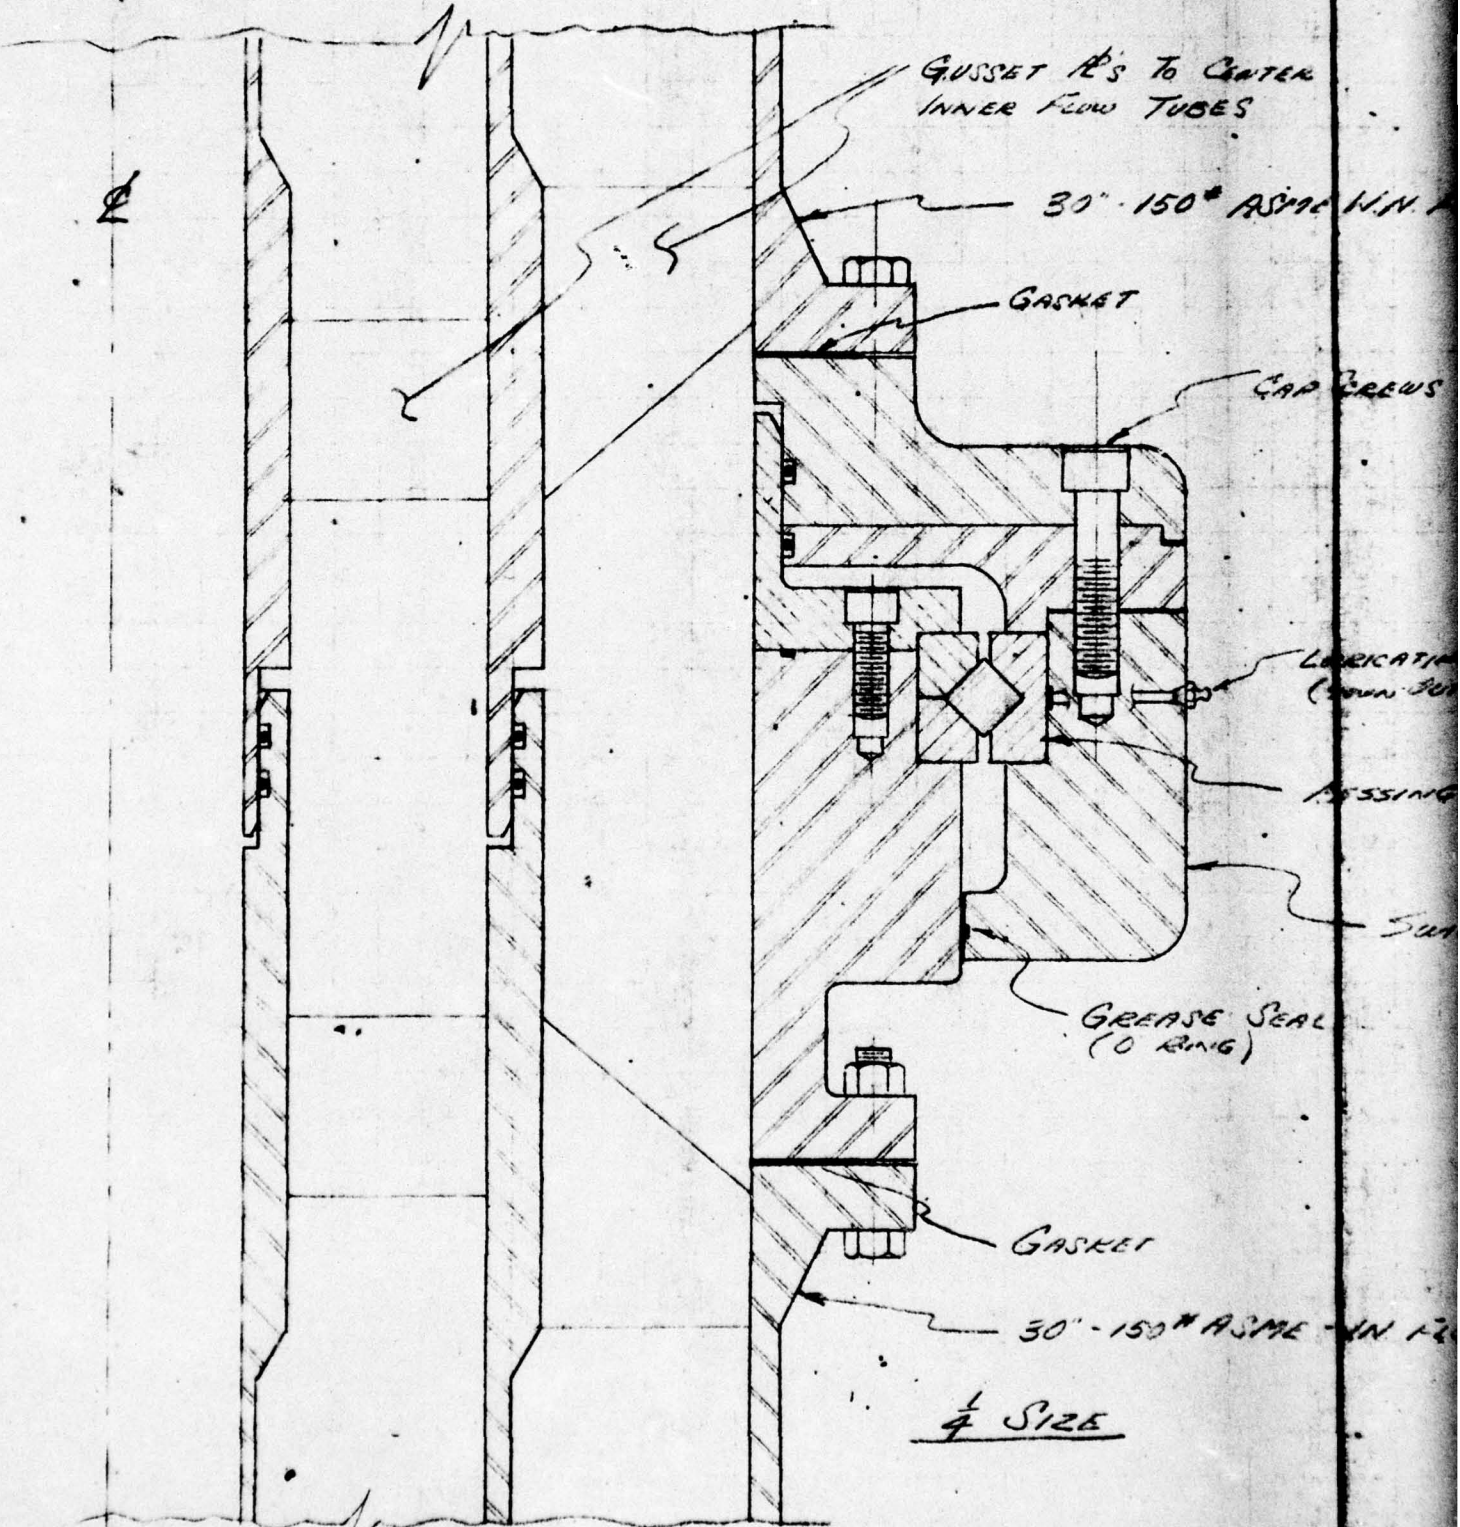 GUSSET PL'S TO CENTER
INNER FLOW TUBES
℄
30" - 150# ASME W.N.
GASKET
CAP SCREWS
(DOWN
GREASE SEAL
(O RING)
GASKET
30" - 150# ASME
1/4 SIZE